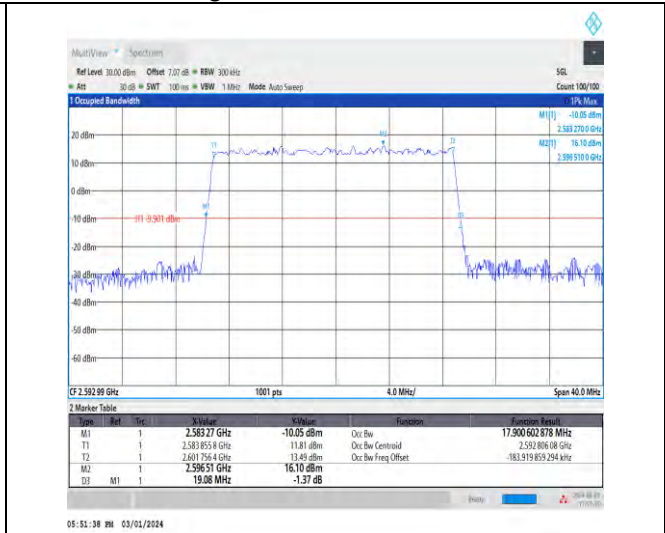 MultiView Spectrum
Ref Level 30.00 dBm Offset 7.07 dB RBW 300 kHz SGL
Att 30 dB SWT 100 ms VBW 1 MHz Mode Auto Sweep Count 100/100
1 Occupied Bandwidth 1Pk Max
M1[1] -10.05 dBm
2.583 270 0 GHz
M2[1] 16.10 dBm
2.596 510 0 GHz
20 dBm
M2
T1
T2
10 dBm
0 dBm
M1
-10 dBm H1 -9.901 dBm
D3
-20 dBm
-30 dBm
-40 dBm
-50 dBm
-60 dBm
CF 2.592 99 GHz 1001 pts 4.0 MHz/ Span 40.0 MHz
2 Marker Table
Type Ref Trc X-Value Y-Value Function Function Result
M1 1 2.583 27 GHz -10.05 dBm Occ Bw 17.900 602 878 MHz
T1 1 2.583 855 8 GHz 11.81 dBm Occ Bw Centroid 2.592 806 08 GHz
T2 1 2.601 756 4 GHz 13.49 dBm Occ Bw Freq Offset -183.919 859 294 kHz
M2 1 2.596 51 GHz 16.10 dBm
D3 M1 1 19.08 MHz -1.37 dB
05:51:38 PM 03/01/2024